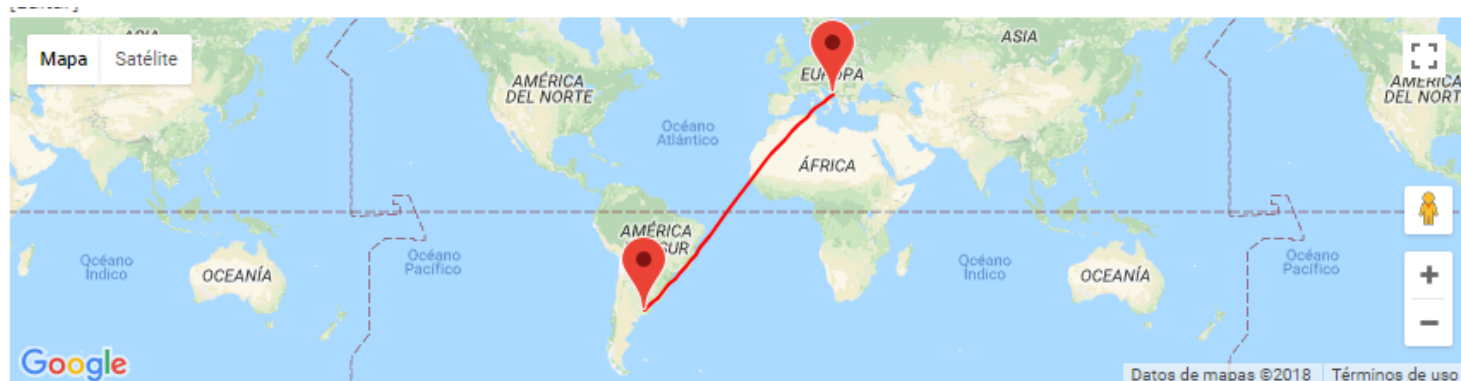 Mapa
Satélite
ASIA
AMÉRICA
DEL NORTE
EUROPA
ASIA
AMÉRICA
DEL NORT
Océano
Atlántico
ÁFRICA
AMÉRICA
SUR
Océano
Índico
OCEANÍA
Océano
Pacífico
Océano
Índico
OCEANÍA
Océano
Pacífico
+
−
Google
Datos de mapas ©2018
Términos de uso